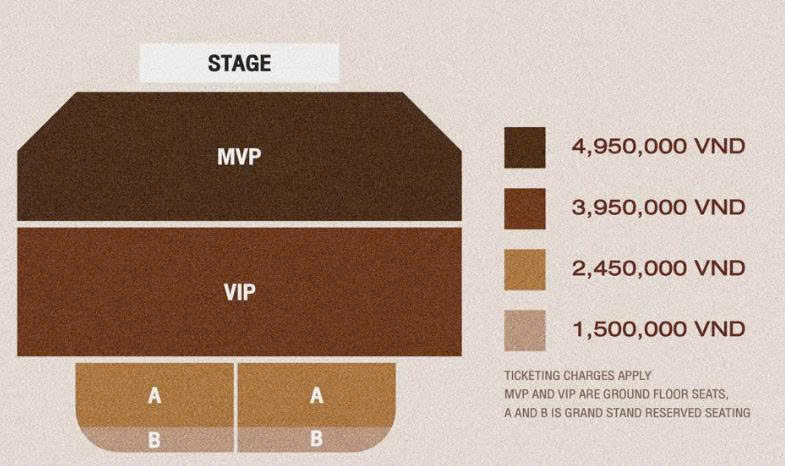 STAGE
MVP
VIP
A
A
B
B
4,950,000 VND
3,950,000 VND
2,450,000 VND
1,500,000 VND
TICKETING CHARGES APPLY
MVP AND VIP ARE GROUND FLOOR SEATS,
A AND B IS GRAND STAND RESERVED SEATING